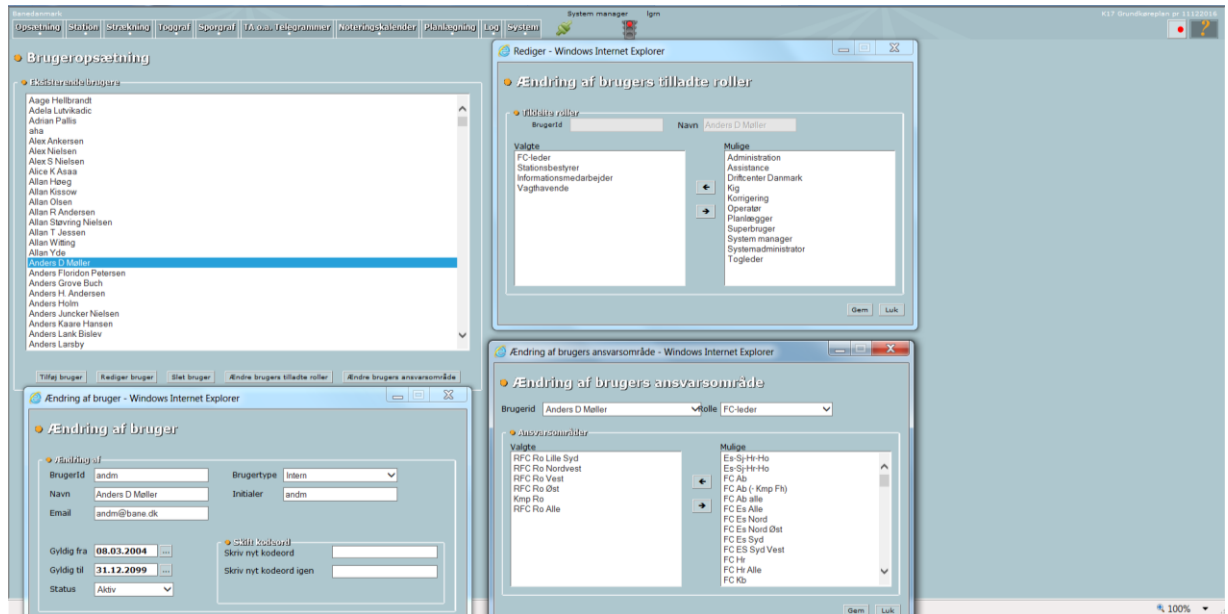 Banedanmark
System manager lgrn
K17 Grundkøreplan pr 11122016
Opsætning Station Strækning Toggraf Sporgraf TA o.a. Telegrammer Noteringskalender Planlægning Log System
Brugeropsætning
Eksisterende brugere
Aage Hellbrandt
Adela Lutvikadic
Adrian Pallis
aha
Alex Ankersen
Alex Nielsen
Alex S Nielsen
Alice K Asaa
Allan Høeg
Allan Kissow
Allan Olsen
Allan R Andersen
Allan Støvring Nielsen
Allan T Jessen
Allan Witting
Allan Yde
Anders D Møller
Anders Floridon Petersen
Anders Grove Buch
Anders H. Andersen
Anders Holm
Anders Juncker Nielsen
Anders Kaare Hansen
Anders Lank Bislev
Anders Larsby
Tilføj bruger Rediger bruger Slet bruger Ændre brugers tilladte roller Ændre brugers ansvarsområde
Rediger - Windows Internet Explorer
Ændring af brugers tilladte roller
Tildelte roller
BrugerId Navn Anders D Møller
Valgte
FC-leder
Stationsbestyrer
Informationsmedarbejder
Vagthavende
Mulige
Administration
Assistance
Driftcenter Danmark
Kig
Korrigering
Operatør
Planlægger
Superbruger
System manager
Systemadministrator
Togleder
Gem Luk
Ændring af bruger - Windows Internet Explorer
Ændring af bruger
Ændring af
BrugerId andm Brugertype Intern
Navn Anders D Møller Initialer andm
Email andm@bane.dk
Gyldig fra 08.03.2004 ...
Gyldig til 31.12.2099 ...
Status Aktiv
Skift kodeord
Skriv nyt kodeord
Skriv nyt kodeord igen
Ændring af brugers ansvarsområde - Windows Internet Explorer
Ændring af brugers ansvarsområde
Brugerid Anders D Møller Rolle FC-leder
Ansvarsområder
Valgte
RFC Ro Lille Syd
RFC Ro Nordvest
RFC Ro Vest
RFC Ro Øst
Kmp Ro
RFC Ro Alle
Mulige
Es-Sj-Hr-Ho
Es-Sj-Hr-Ho
FC Ab
FC Ab (- Kmp Fh)
FC Ab alle
FC Es Alle
FC Es Nord
FC Es Nord Øst
FC Es Syd
FC ES Syd Vest
FC Hr
FC Hr Alle
FC Kb
Gem Luk
100%